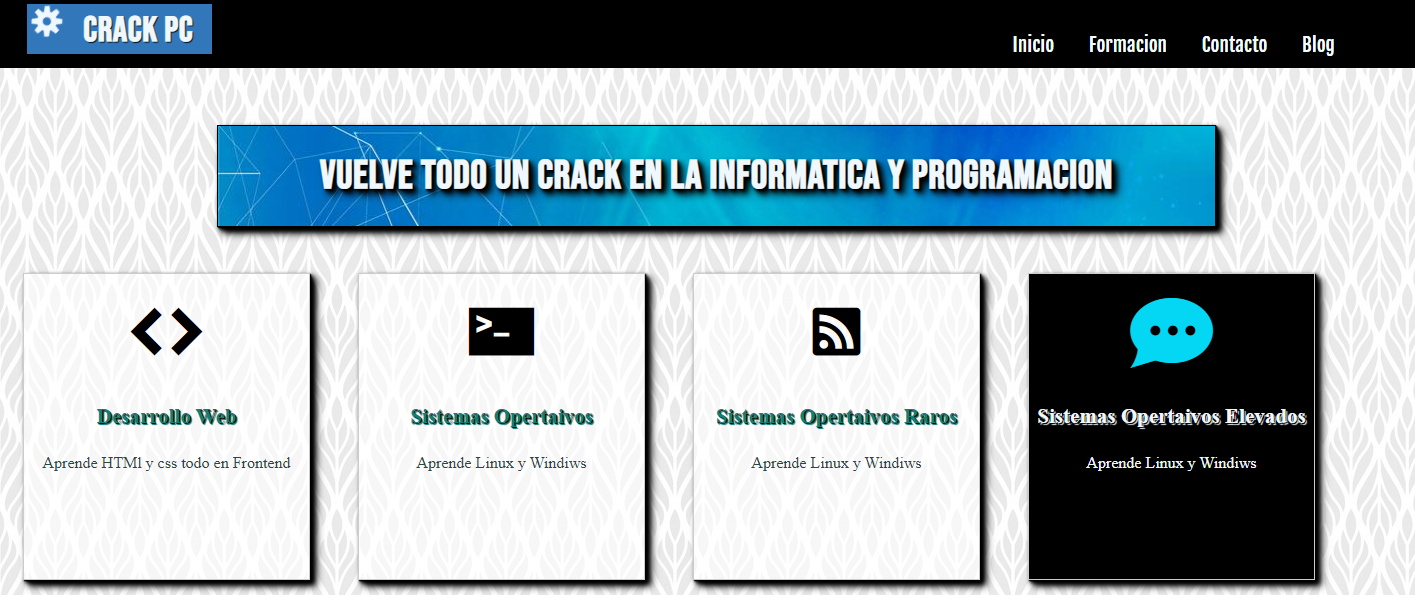 CRACK PC
Inicio Formacion Contacto Blog
VUELVE TODO UN CRACK EN LA INFORMATICA Y PROGRAMACION
>_
Desarrollo Web
Aprende HTMl y css todo en Frontend
Sistemas Opertaivos
Aprende Linux y Windiws
Sistemas Opertaivos Raros
Aprende Linux y Windiws
Sistemas Opertaivos Elevados
Aprende Linux y Windiws